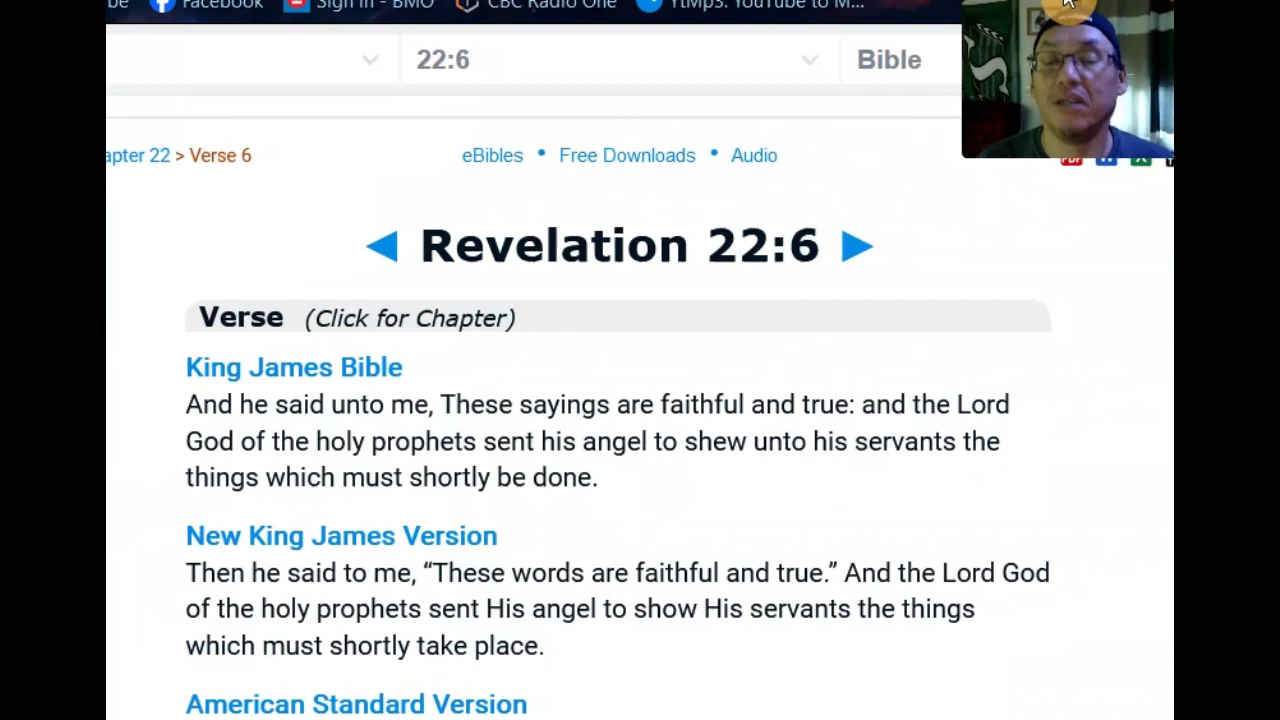 be Facebook Sign in - BMO CBC Radio One YtMp3: YouTube to M...
22:6 Bible
apter 22 > Verse 6 eBibles • Free Downloads • Audio
PDF
◀ Revelation 22:6 ▶
Verse (Click for Chapter)
King James Bible
And he said unto me, These sayings are faithful and true: and the Lord
God of the holy prophets sent his angel to shew unto his servants the
things which must shortly be done.
New King James Version
Then he said to me, “These words are faithful and true.” And the Lord God
of the holy prophets sent His angel to show His servants the things
which must shortly take place.
American Standard Version